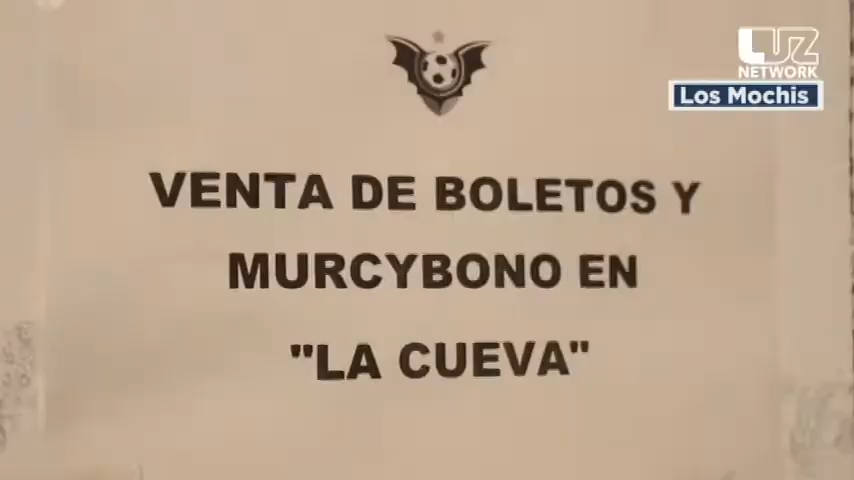 LUZ
NETWORK
Los Mochis
VENTA DE BOLETOS Y
MURCYBONO EN
"LA CUEVA"